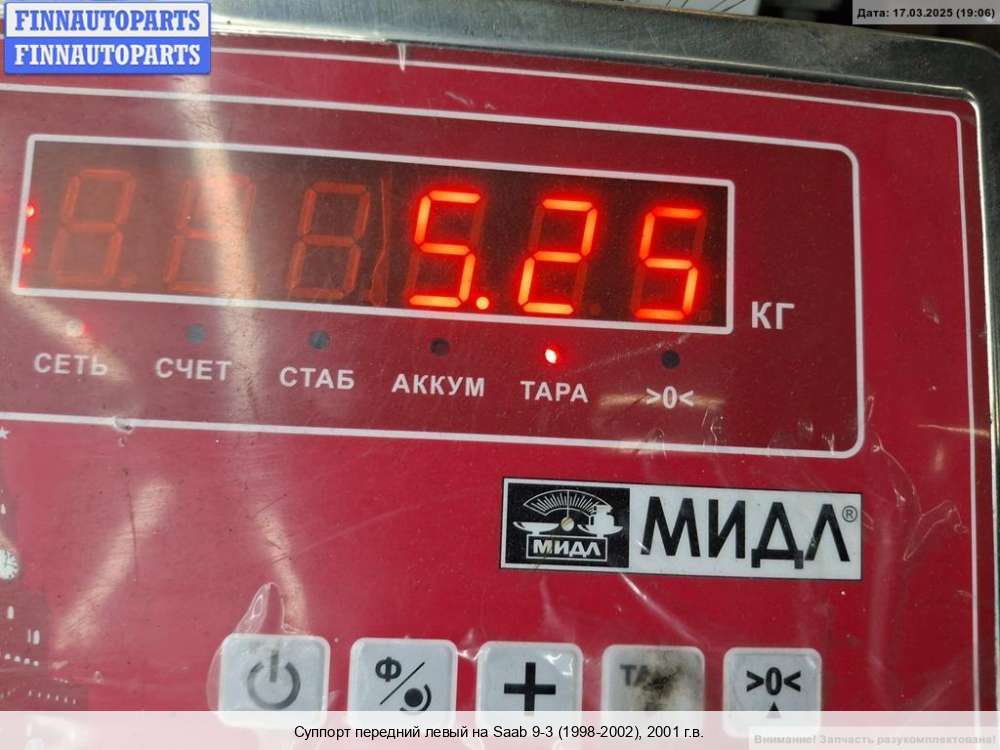 FINNAUTOPARTS
FINNAUTOPARTS
Дата: 17.03.2025 (19:06)
5.25
КГ
СЕТЬ СЧЕТ СТАБ АККУМ ТАРА >0<
МИДЛ МИДЛ®
Ф +  >0<
Суппорт передний левый на Saab 9-3 (1998-2002), 2001 г.в.
Внимание! Запчасть разукомплектована!